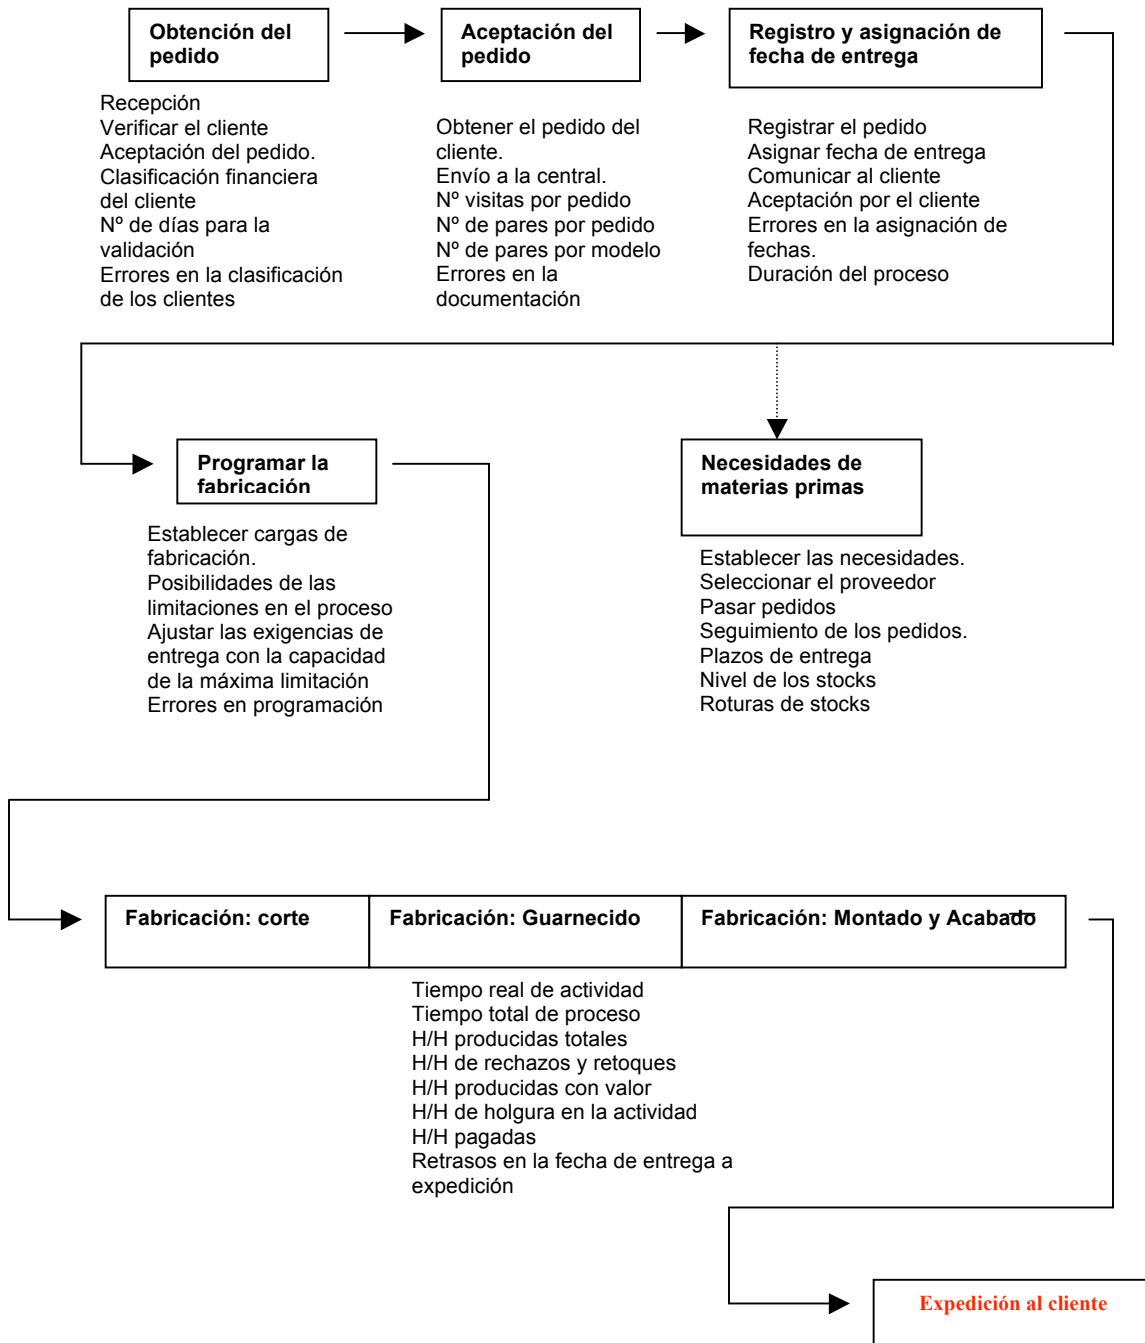 Obtención del
pedido
Aceptación del
pedido
Registro y asignación de
fecha de entrega
Recepción
Verificar el cliente
Aceptación del pedido.
Clasificación financiera
del cliente
Nº de días para la
validación
Errores en la clasificación
de los clientes
Obtener el pedido del
cliente.
Envío a la central.
Nº visitas por pedido
Nº de pares por pedido
Nº de pares por modelo
Errores en la
documentación
Registrar el pedido
Asignar fecha de entrega
Comunicar al cliente
Aceptación por el cliente
Errores en la asignación de
fechas.
Duración del proceso
Programar la
fabricación
Necesidades de
materias primas
Establecer cargas de
fabricación.
Posibilidades de las
limitaciones en el proceso
Ajustar las exigencias de
entrega con la capacidad
de la máxima limitación
Errores en programación
Establecer las necesidades.
Seleccionar el proveedor
Pasar pedidos
Seguimiento de los pedidos.
Plazos de entrega
Nivel de los stocks
Roturas de stocks
Fabricación: corte
Fabricación: Guarnecido
Fabricación: Montado y Acabado
Tiempo real de actividad
Tiempo total de proceso
H/H producidas totales
H/H de rechazos y retoques
H/H producidas con valor
H/H de holgura en la actividad
H/H pagadas
Retrasos en la fecha de entrega a
expedición
Expedición al cliente